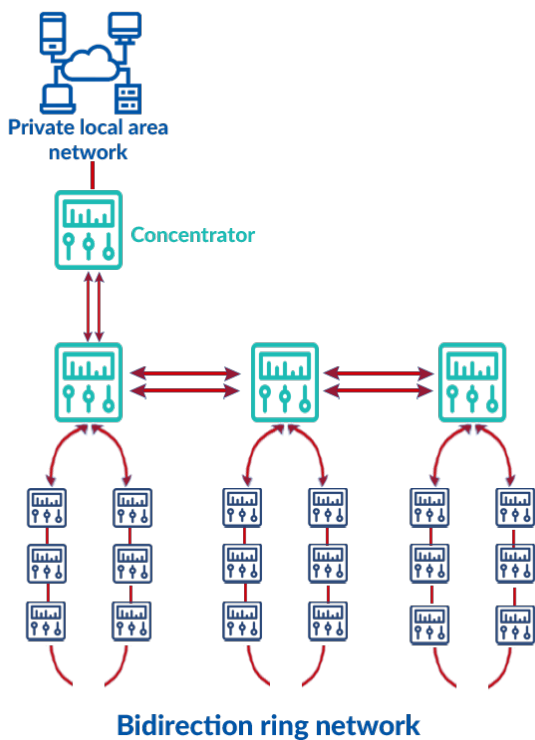 Private local area
network
Concentrator
Bidirection ring network